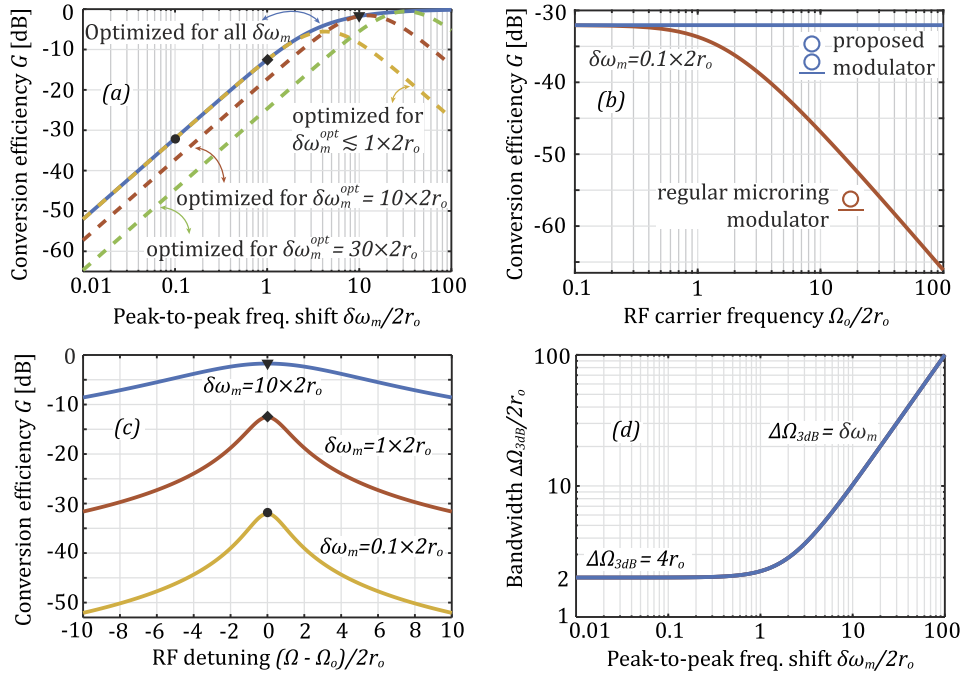 0
-10
-20
-30
-40
-50
-60
Conversion efficiency G [dB]
Optimized for all δω_m
(a)
optimized for
δω_m^opt ≲ 1×2r_o
optimized for δω_m^opt = 10×2r_o
optimized for δω_m^opt = 30×2r_o
0.01 0.1 1 10 100
Peak-to-peak freq. shift δω_m/2r_o
-30
-40
-50
-60
Conversion efficiency G [dB]
δω_m=0.1×2r_o
proposed
modulator
(b)
regular microring
modulator
0.1 1 10 100
RF carrier frequency Ω_o/2r_o
0
-10
-20
-30
-40
-50
Conversion efficiency G [dB]
δω_m=10×2r_o
(c)
δω_m=1×2r_o
δω_m=0.1×2r_o
-10 -8 -6 -4 -2 0 2 4 6 8 10
RF detuning (Ω - Ω_o)/2r_o
100
10
2
1
Bandwidth ΔΩ_3dB/2r_o
(d)
ΔΩ_3dB = δω_m
ΔΩ_3dB = 4r_o
0.01 0.1 1 10 100
Peak-to-peak freq. shift δω_m/2r_o